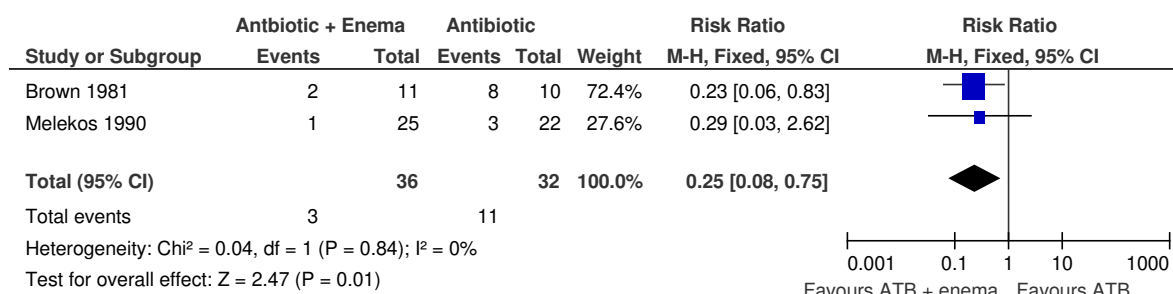 Antbiotic + Enema Antibiotic Risk Ratio Risk Ratio
Study or Subgroup Events Total Events Total Weight M-H, Fixed, 95% CI M-H, Fixed, 95% CI
Brown 1981 2 11 8 10 72.4% 0.23 [0.06, 0.83]
Melekos 1990 1 25 3 22 27.6% 0.29 [0.03, 2.62]
Total (95% CI) 36 32 100.0% 0.25 [0.08, 0.75]
Total events 3 11
Heterogeneity: Chi² = 0.04, df = 1 (P = 0.84); I² = 0%
Test for overall effect: Z = 2.47 (P = 0.01)
0.001 0.1 1 10 1000
Favours ATB + enema Favours ATB